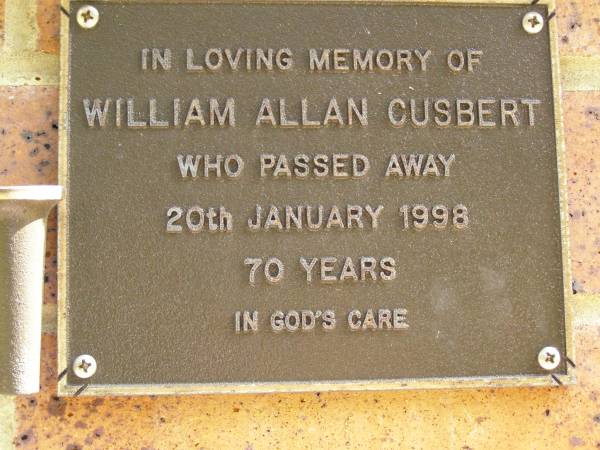 IN LOVING MEMORY OF
WILLIAM ALLAN CUSBERT
WHO PASSED AWAY
20th JANUARY 1998
70 YEARS
IN GOD'S CARE